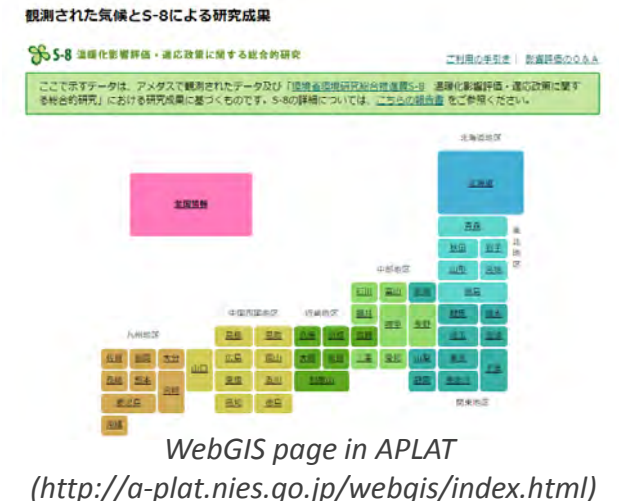 観測された気候とS-8による研究成果
S-8 温暖化影響評価・適応政策に関する総合的研究
ご利用の手引き | 影響評価のQ&A
ここで示すデータは、アメダスで観測されたデータ及び「環境省環境研究総合推進費S-8 温暖化影響評価・適応政策に関す
る総合的研究」における研究成果に基づくものです。S-8の詳細については、こちらの報告書 をご参照ください。
北海道地区
北海道
全国情報
青森
東北地区
秋田 岩手
山形 宮城
福島
中部地区
石川 富山 新潟
福井 岐阜 長野
群馬 栃木
埼玉 茨城
三重 愛知 山梨 東京 千葉
静岡 神奈川
関東地区
近畿地区
兵庫 京都 滋賀
大阪 奈良
和歌山
中国四国地区
島根 鳥取
山口 広島 岡山
愛媛 香川
高知 徳島
九州地区
佐賀 福岡 大分
長崎 熊本 宮崎
鹿児島
沖縄
WebGIS page in APLAT
(http://a-plat.nies.go.jp/webgis/index.html)